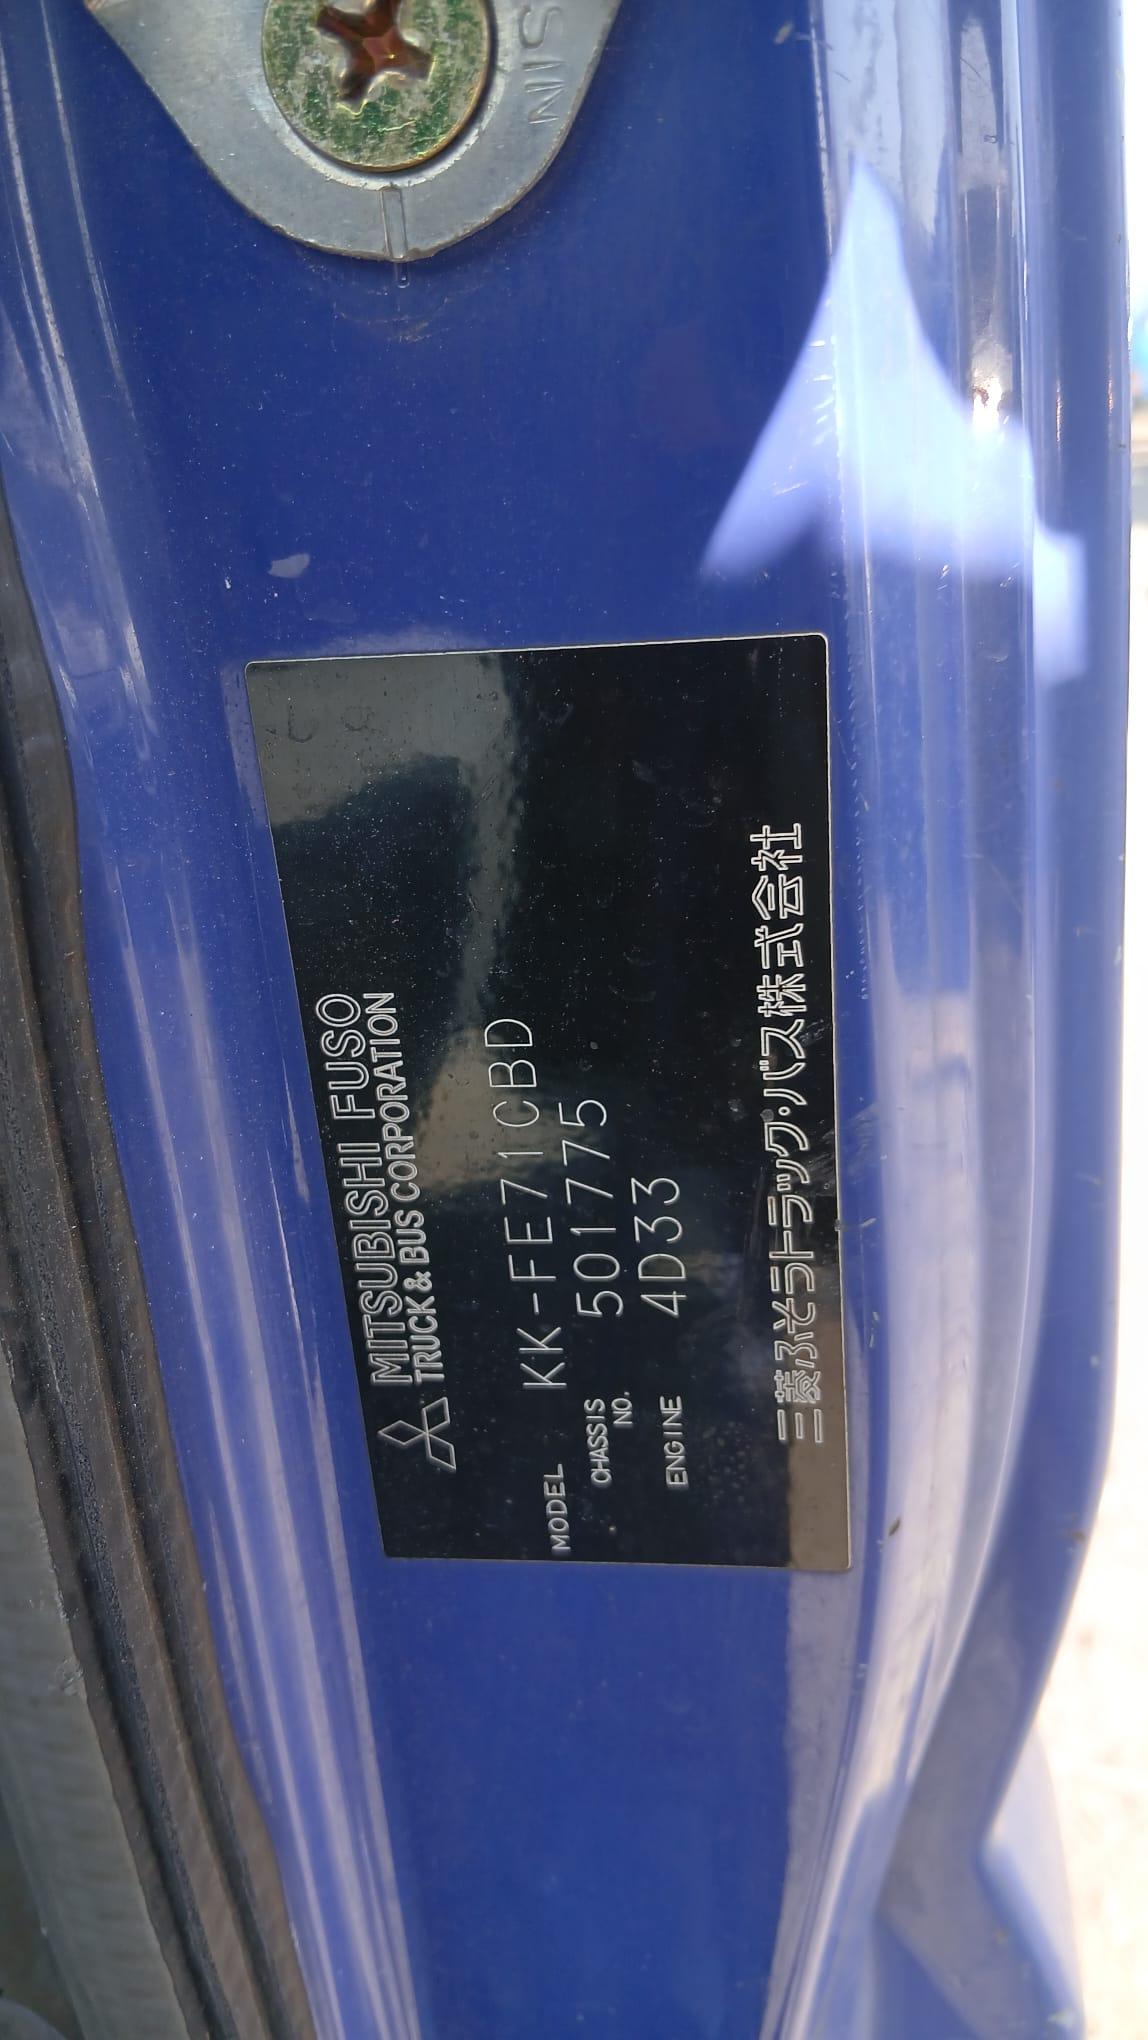 NIS
MITSUBISHI FUSO
TRUCK & BUS CORPORATION
MODEL KK-FE71CBD
CHASSIS NO. 501775
ENGINE 4D33
三菱ふそうトラック・バス株式会社